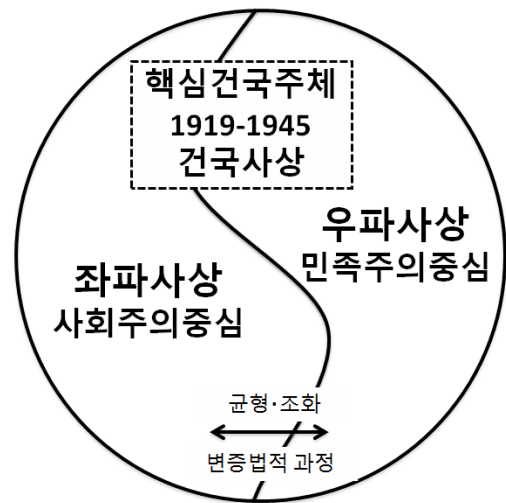 핵심건국주체
1919-1945
건국사상
우파사상
민족주의중심
좌파사상
사회주의중심
균형·조화
변증법적 과정